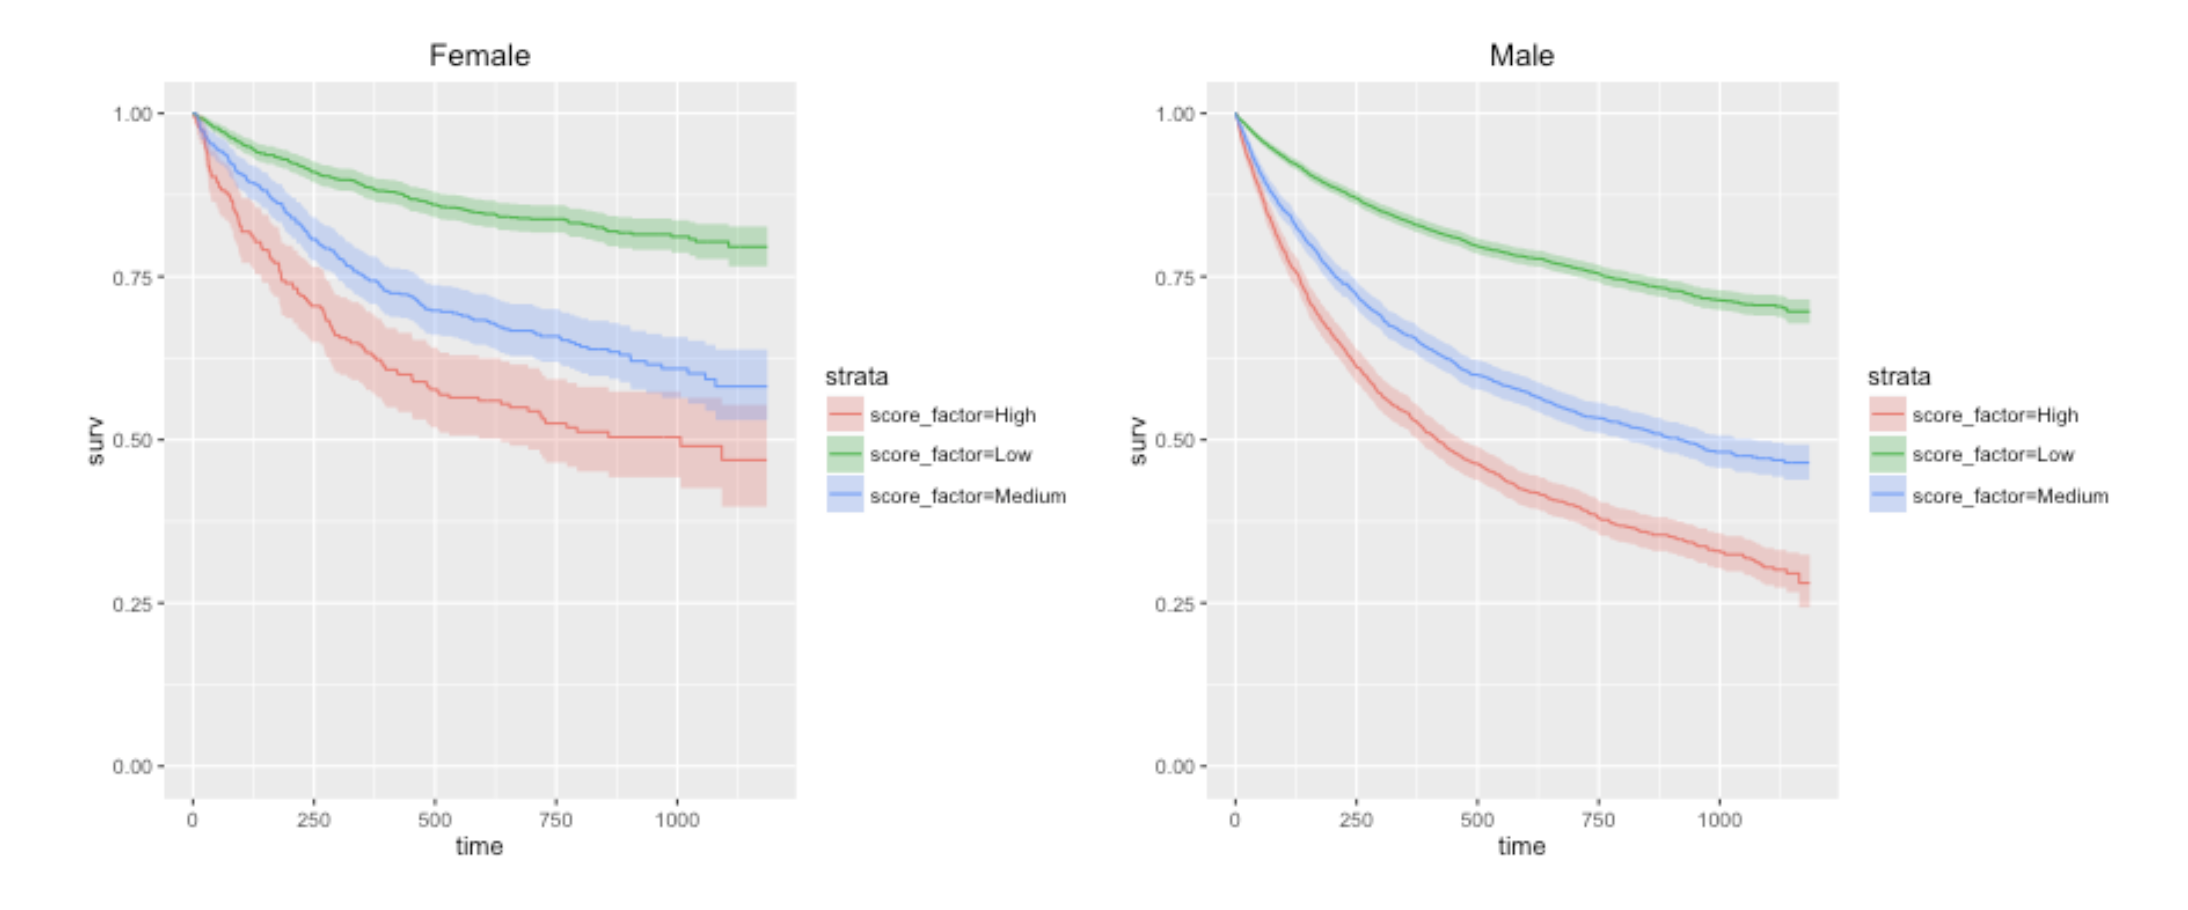 Female
1.00
0.75
0.50
0.25
0.00
surv
0 250 500 750 1000
time
strata
score_factor=High
score_factor=Low
score_factor=Medium
Male
1.00
0.75
0.50
0.25
0.00
surv
0 250 500 750 1000
time
strata
score_factor=High
score_factor=Low
score_factor=Medium